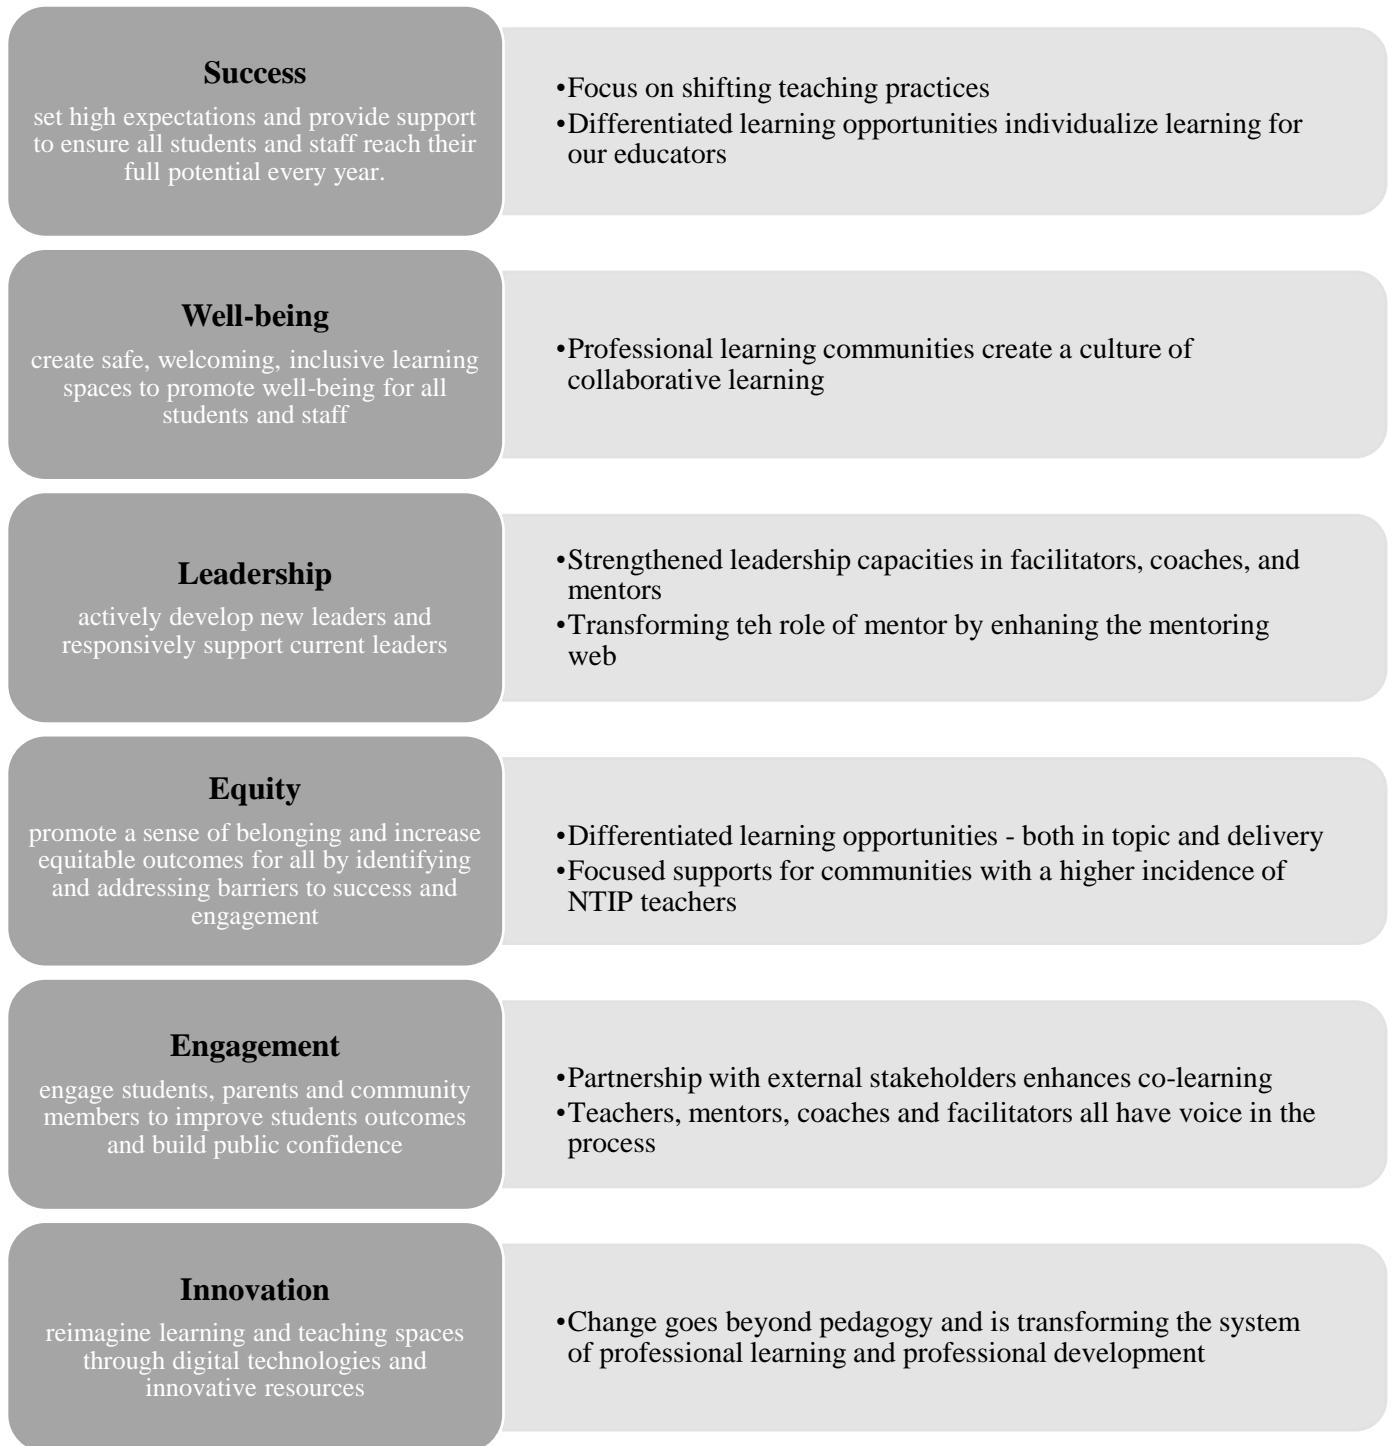 Success
set high expectations and provide support
to ensure all students and staff reach their
full potential every year.
•Focus on shifting teaching practices
•Differentiated learning opportunities individualize learning for
our educators
Well-being
create safe, welcoming, inclusive learning
spaces to promote well-being for all
students and staff
•Professional learning communities create a culture of
collaborative learning
Leadership
actively develop new leaders and
responsively support current leaders
•Strengthened leadership capacities in facilitators, coaches, and
mentors
•Transforming teh role of mentor by enhaning the mentoring
web
Equity
promote a sense of belonging and increase
equitable outcomes for all by identifying
and addressing barriers to success and
engagement
•Differentiated learning opportunities - both in topic and delivery
•Focused supports for communities with a higher incidence of
NTIP teachers
Engagement
engage students, parents and community
members to improve students outcomes
and build public confidence
•Partnership with external stakeholders enhances co-learning
•Teachers, mentors, coaches and facilitators all have voice in the
process
Innovation
reimagine learning and teaching spaces
through digital technologies and
innovative resources
•Change goes beyond pedagogy and is transforming the system
of professional learning and professional development